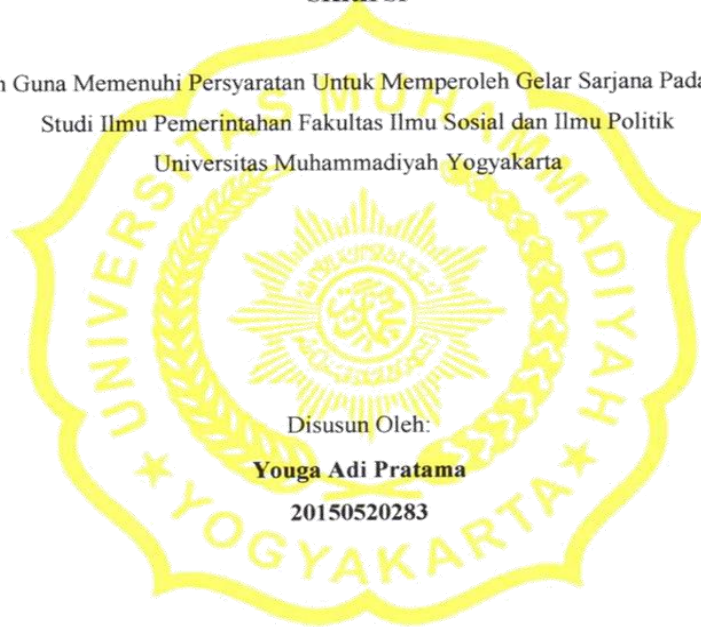 n Guna Memenuhi Persyaratan Untuk Memperoleh Gelar Sarjana Pada
Studi Ilmu Pemerintahan Fakultas Ilmu Sosial dan Ilmu Politik
Universitas Muhammadiyah Yogyakarta
UNIVERSITAS MUHAMMADIYAH
★ YOGYAKARTA ★
Disusun Oleh:
Youga Adi Pratama
20150520283